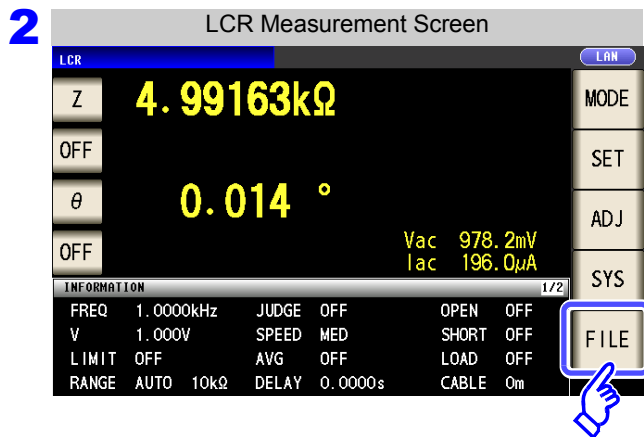 2
LCR Measurement Screen
LCR
LAN
Z 4.99163kΩ
MODE
OFF
SET
θ 0.014 °
ADJ
OFF
Vac 978.2mV
Iac 196.0μA
SYS
INFORMATION 1/2
FREQ 1.0000kHz JUDGE OFF OPEN OFF
V 1.000V SPEED MED SHORT OFF
FILE
LIMIT OFF AVG OFF LOAD OFF
RANGE AUTO 10kΩ DELAY 0.0000s CABLE 0m